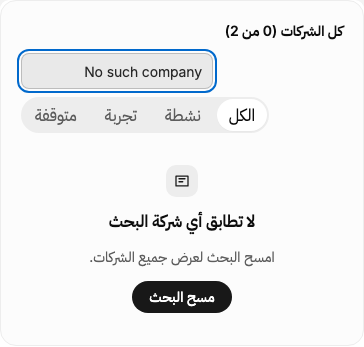 كل الشركات (0 من 2)
No such company
الكل نشطة تجربة متوقفة
لا تطابق أي شركة البحث
امسح البحث لعرض جميع الشركات.
مسح البحث